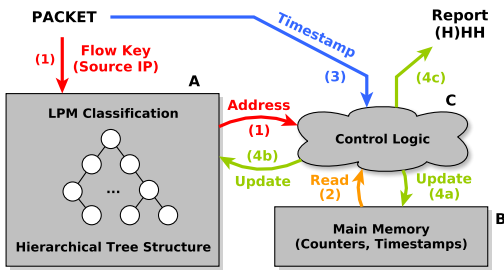 PACKET
Timestamp
Report
(H)HH
(1)
Flow Key
(Source IP)
(3)
(4c)
A
C
LPM Classification
Address
(1)
Control Logic
(4b)
Update
...
Read
(2)
Update
(4a)
B
Hierarchical Tree Structure
Main Memory
(Counters, Timestamps)